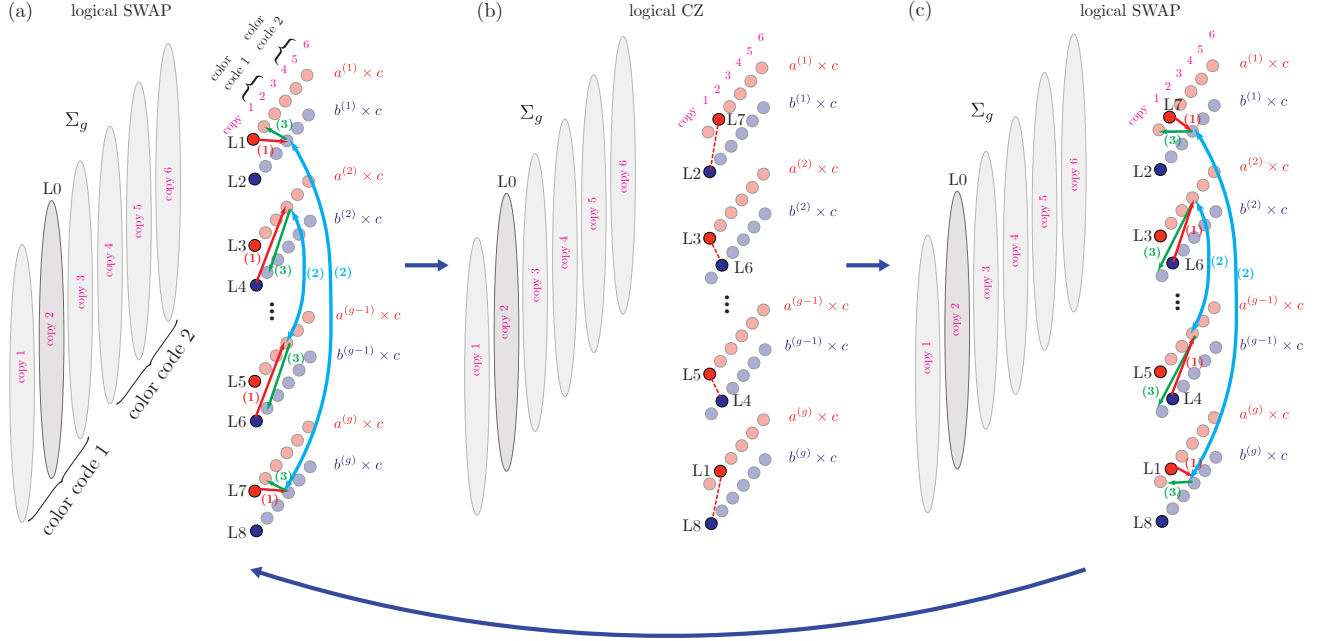 (a)
logical SWAP
color code 1
color code 2
copy 1 2 3 4 5 6
Σg
L0
copy 1
copy 2
copy 3
copy 4
copy 5
copy 6
color code 1
color code 2
a(1) × c
b(1) × c
L1
(1)
(3)
L2
a(2) × c
b(2) × c
L3
(1)
(3)
L4
(2)
(2)
...
a(g−1) × c
b(g−1) × c
L5
(1)
(3)
L6
a(g) × c
b(g) × c
L7
(1)
(3)
L8
(b)
logical CZ
copy 1 2 3 4 5 6
Σg
L0
copy 1
copy 2
copy 3
copy 4
copy 5
copy 6
a(1) × c
b(1) × c
L7
L2
a(2) × c
b(2) × c
L3
L6
...
a(g−1) × c
b(g−1) × c
L5
L4
a(g) × c
b(g) × c
L1
L8
(c)
logical SWAP
copy 1 2 3 4 5 6
Σg
L0
copy 1
copy 2
copy 3
copy 4
copy 5
copy 6
a(1) × c
b(1) × c
L7
(1)
(3)
L2
a(2) × c
b(2) × c
L3
(1)
(3)
L6
(2)
(2)
...
a(g−1) × c
b(g−1) × c
L5
(1)
(3)
L4
a(g) × c
b(g) × c
L1
(1)
(3)
L8